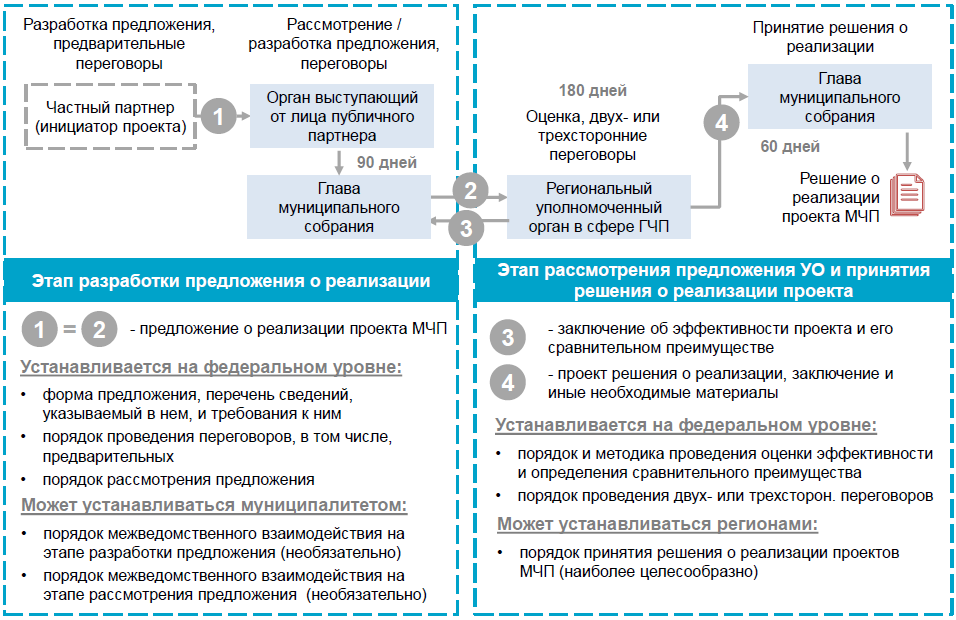 Разработка предложения,
предварительные
переговоры
Рассмотрение /
разработка предложения,
переговоры
Частный партнер
(инициатор проекта)
1
Орган выступающий
от лица публичного
партнера
90 дней
Глава
муниципального
собрания
2
3
180 дней
Оценка, двух- или
трехсторонние
переговоры
Региональный
уполномоченный
орган в сфере ГЧП
4
Принятие решения о
реализации
Глава
муниципального
собрания
60 дней
Решение о
реализации
проекта МЧП
Этап разработки предложения о реализации
1 = 2 - предложение о реализации проекта МЧП
Устанавливается на федеральном уровне:
• форма предложения, перечень сведений,
указываемый в нем, и требования к ним
• порядок проведения переговоров, в том числе,
предварительных
• порядок рассмотрения предложения
Может устанавливаться муниципалитетом:
• порядок межведомственного взаимодействия на
этапе разработки предложения (необязательно)
• порядок межведомственного взаимодействия на
этапе рассмотрения предложения (необязательно)
Этап рассмотрения предложения УО и принятия
решения о реализации проекта
3 - заключение об эффективности проекта и его
сравнительном преимуществе
4 - проект решения о реализации, заключение и
иные необходимые материалы
Устанавливается на федеральном уровне:
• порядок и методика проведения оценки эффективности
и определения сравнительного преимущества
• порядок проведения двух- или трехсторон. переговоров
Может устанавливаться регионами:
• порядок принятия решения о реализации проектов
МЧП (наиболее целесообразно)